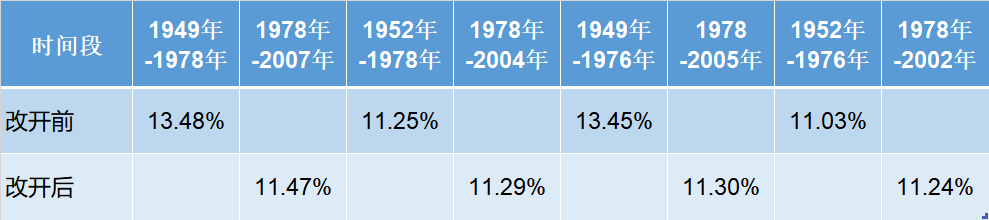 时间段 1949年 1978年 1952年 1978年 1949年 1978 1952年 1978年
-1978年 -2007年 -1978年 -2004年 -1976年 -2005年 -1976年 -2002年
改开前 13.48% 11.25% 13.45% 11.03%
改开后 11.47% 11.29% 11.30% 11.24%